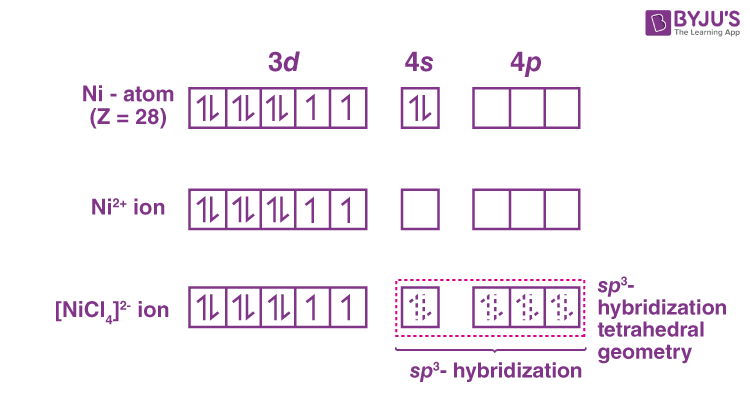 BYJU'S
The Learning App
3d 4s 4p
Ni - atom
(Z = 28)
Ni²⁺ ion
[NiCl₄]²⁻ ion
sp³-
hybridization
tetrahedral
geometry
sp³- hybridization